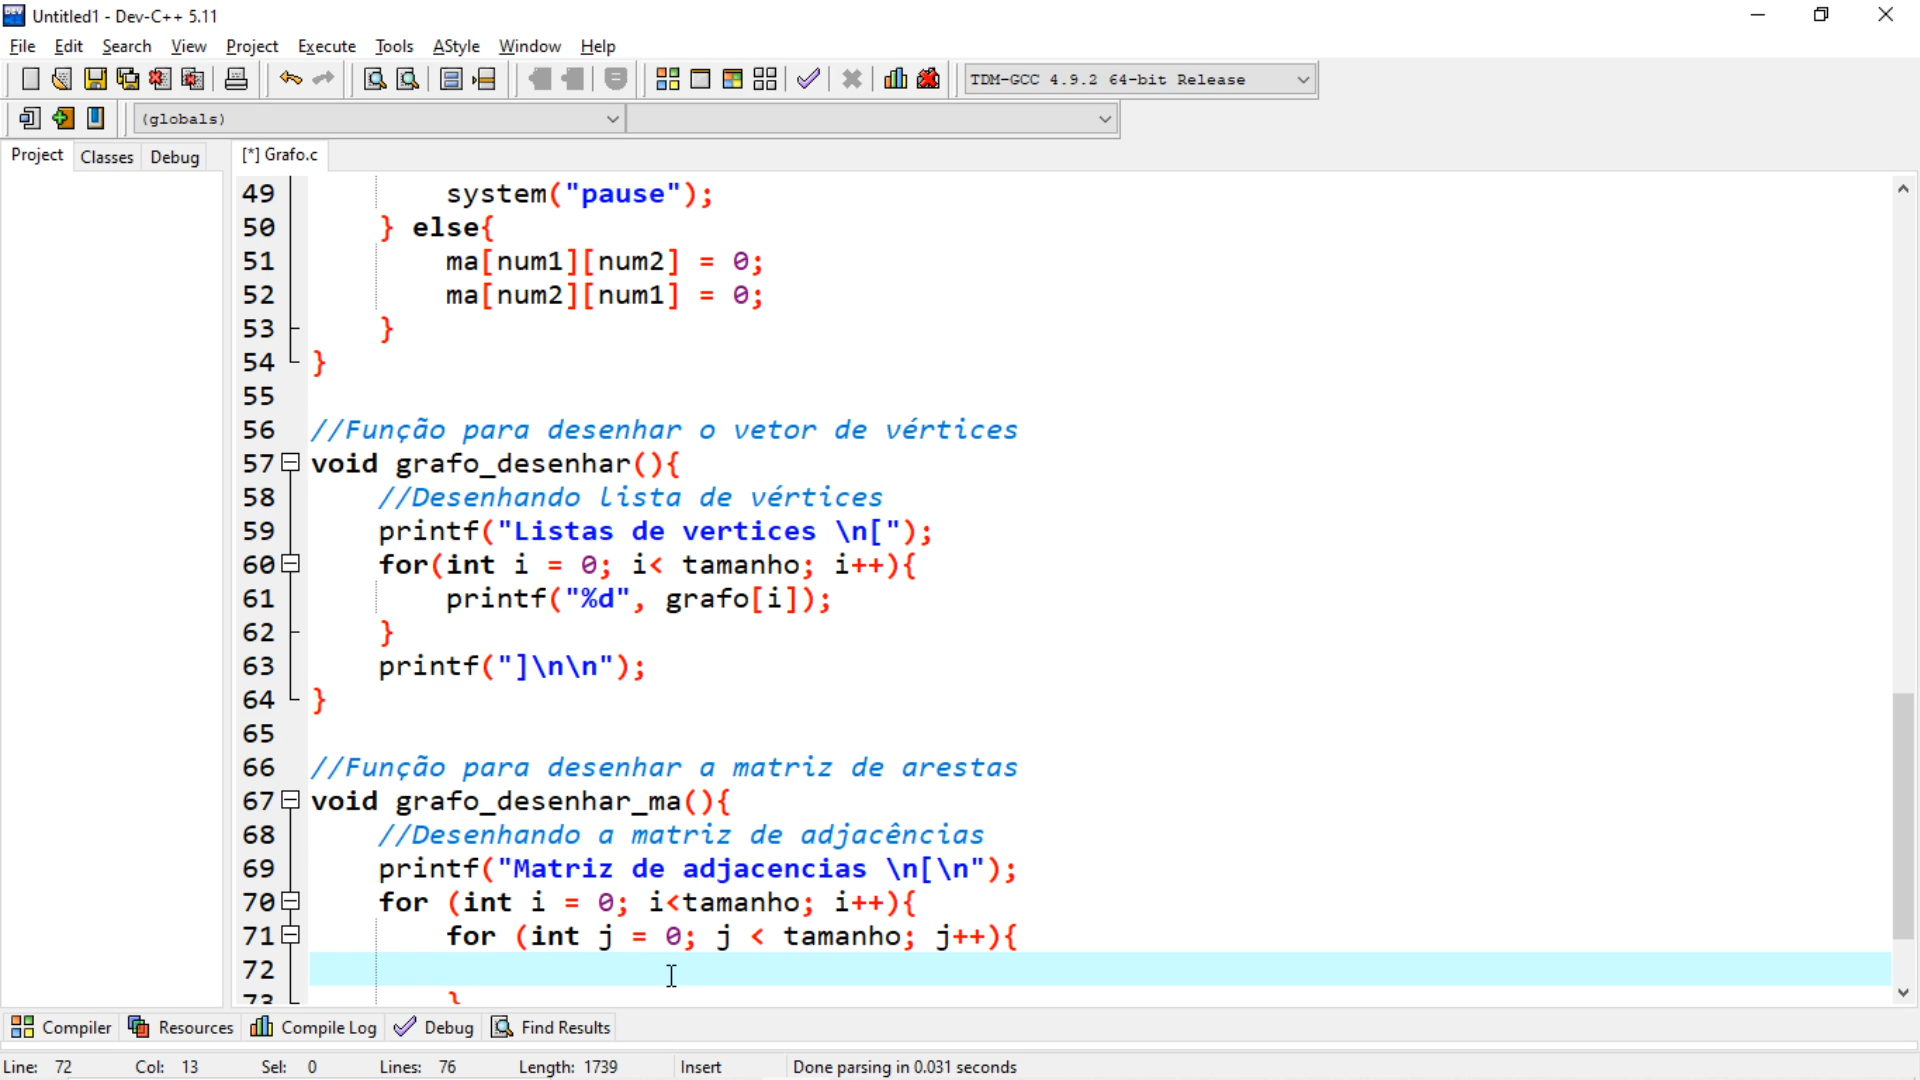 Untitled1 - Dev-C++ 5.11
File Edit Search View Project Execute Tools AStyle Window Help
TDM-GCC 4.9.2 64-bit Release
(globals)
Project Classes Debug [*] Grafo.c
49 system("pause");
50 } else{
51 ma[num1][num2] = 0;
52 ma[num2][num1] = 0;
53 }
54 }
55
56 //Função para desenhar o vetor de vértices
57 void grafo_desenhar(){
58 //Desenhando lista de vértices
59 printf("Listas de vertices \n[");
60 for(int i = 0; i< tamanho; i++){
61 printf("%d", grafo[i]);
62 }
63 printf("]\n\n");
64 }
65
66 //Função para desenhar a matriz de arestas
67 void grafo_desenhar_ma(){
68 //Desenhando a matriz de adjacências
69 printf("Matriz de adjacencias \n[\n");
70 for (int i = 0; i<tamanho; i++){
71 for (int j = 0; j < tamanho; j++){
72
73 }
Compiler Resources Compile Log Debug Find Results
Line: 72 Col: 13 Sel: 0 Lines: 76 Length: 1739 Insert Done parsing in 0.031 seconds